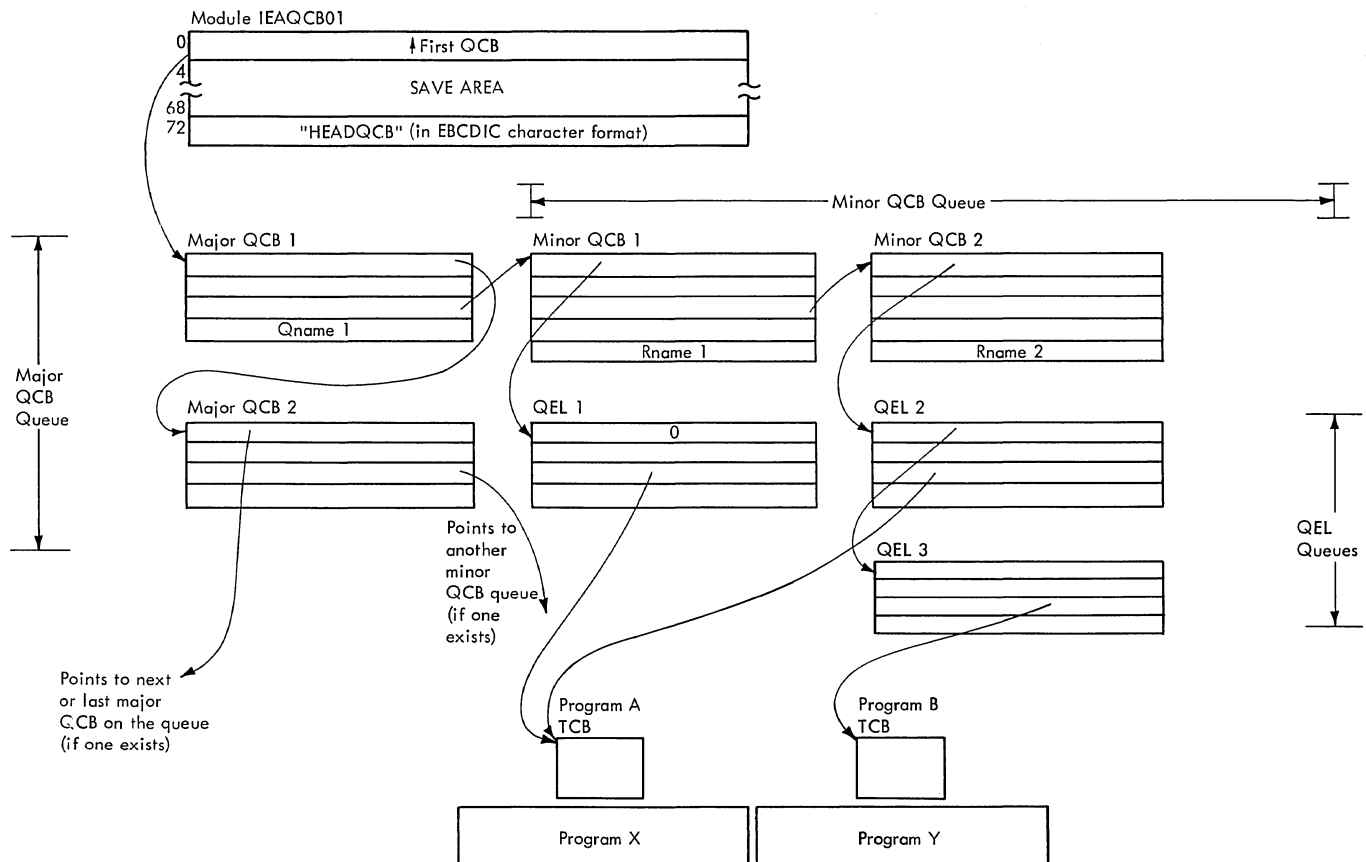 Module IEAQCB01
0
First QCB
4
SAVE AREA
68
72
"HEADQCB" (in EBCDIC character format)
Minor QCB Queue
Major QCB 1
Minor QCB 1
Minor QCB 2
Qname 1
Rname 1
Rname 2
Major
QCB
Queue
Major QCB 2
QEL 1
QEL 2
0
Points to
another
minor
QCB queue
(if one
exists)
QEL 3
QEL
Queues
Points to next
or last major
QCB on the queue
(if one exists)
Program A
TCB
Program B
TCB
Program X
Program Y